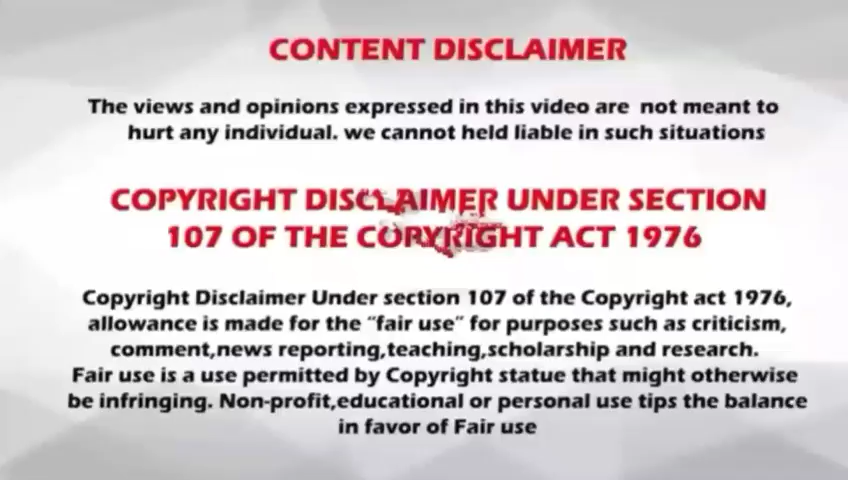 CONTENT DISCLAIMER
The views and opinions expressed in this video are not meant to
hurt any individual. we cannot held liable in such situations
COPYRIGHT DISCLAIMER UNDER SECTION
107 OF THE COPYRIGHT ACT 1976
Copyright Disclaimer Under section 107 of the Copyright act 1976,
allowance is made for the “fair use” for purposes such as criticism,
comment,news reporting,teaching,scholarship and research.
Fair use is a use permitted by Copyright statue that might otherwise
be infringing. Non-profit,educational or personal use tips the balance
in favor of Fair use